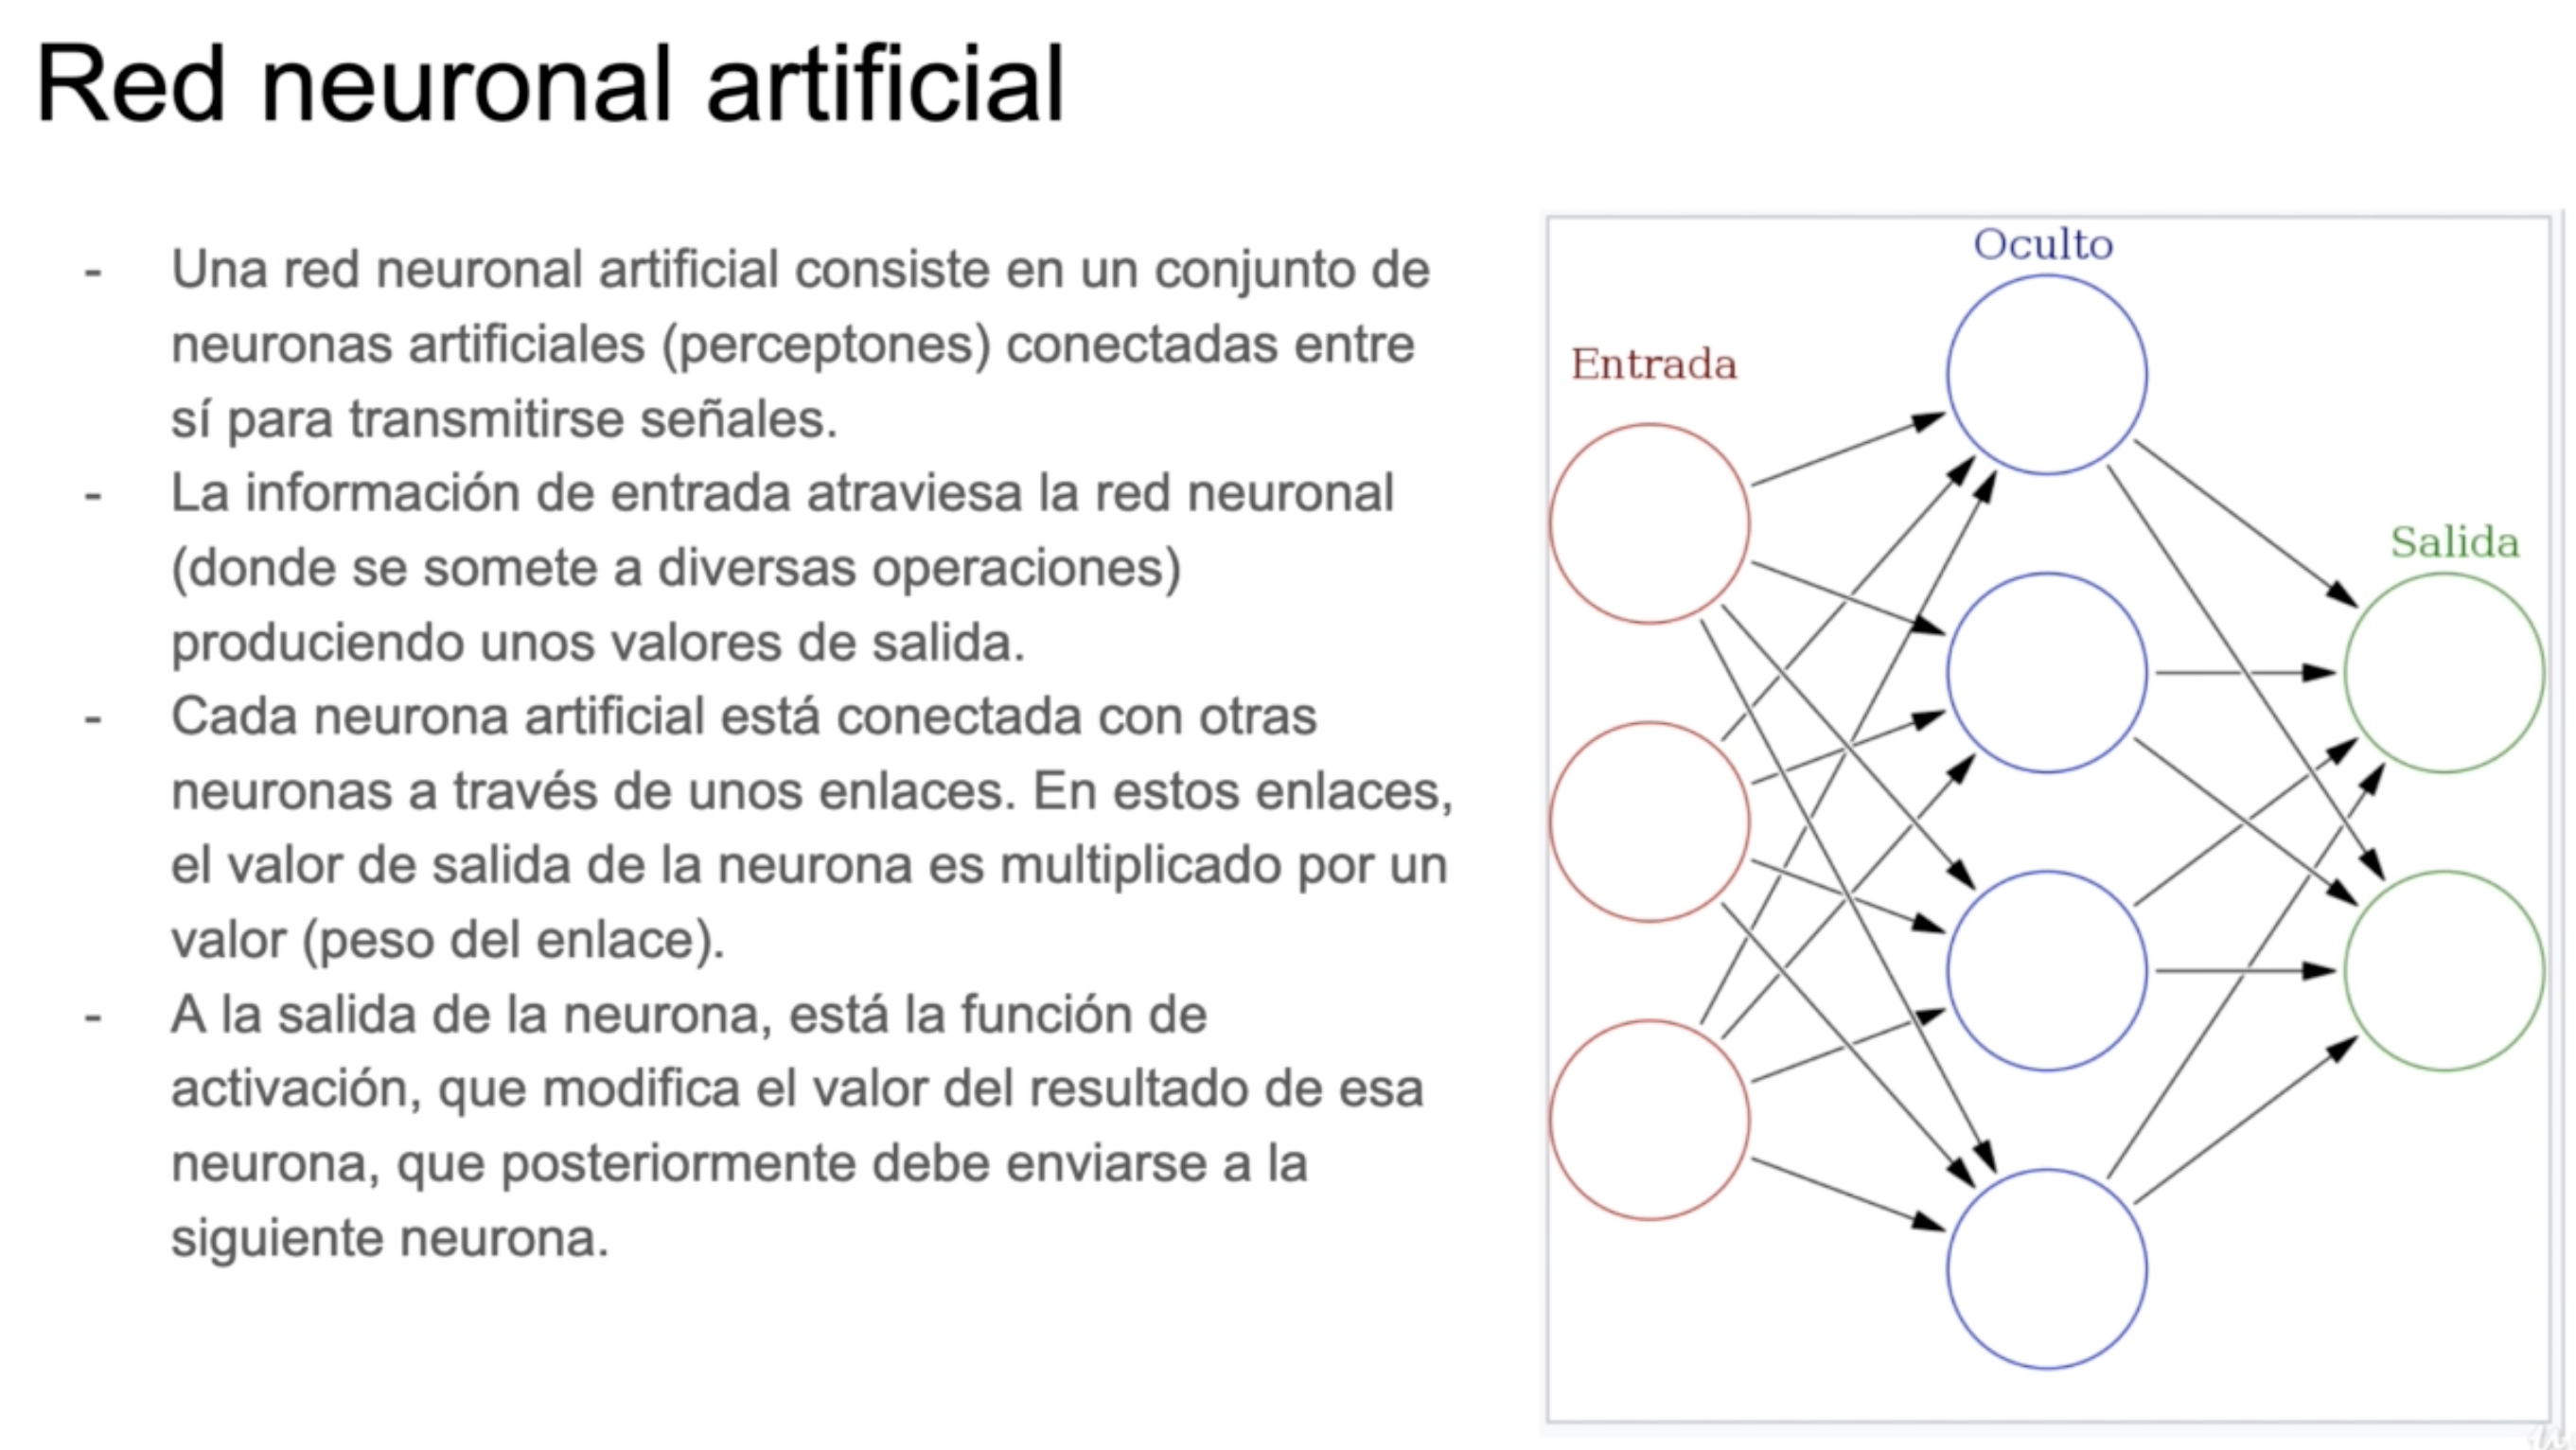 Red neuronal artificial
- Una red neuronal artificial consiste en un conjunto de
neuronas artificiales (perceptones) conectadas entre
sí para transmitirse señales.
- La información de entrada atraviesa la red neuronal
(donde se somete a diversas operaciones)
produciendo unos valores de salida.
- Cada neurona artificial está conectada con otras
neuronas a través de unos enlaces. En estos enlaces,
el valor de salida de la neurona es multiplicado por un
valor (peso del enlace).
- A la salida de la neurona, está la función de
activación, que modifica el valor del resultado de esa
neurona, que posteriormente debe enviarse a la
siguiente neurona.
Oculto
Entrada
Salida